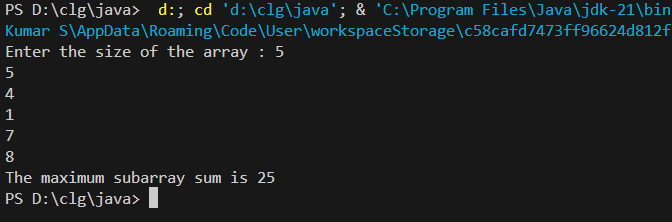 PS D:\clg\java>  d:; cd 'd:\clg\java'; & 'C:\Program Files\Java\jdk-21\bin
Kumar S\AppData\Roaming\Code\User\workspaceStorage\c58cafd7473ff96624d812f
Enter the size of the array : 5
5
4
1
7
8
The maximum subarray sum is 25
PS D:\clg\java>